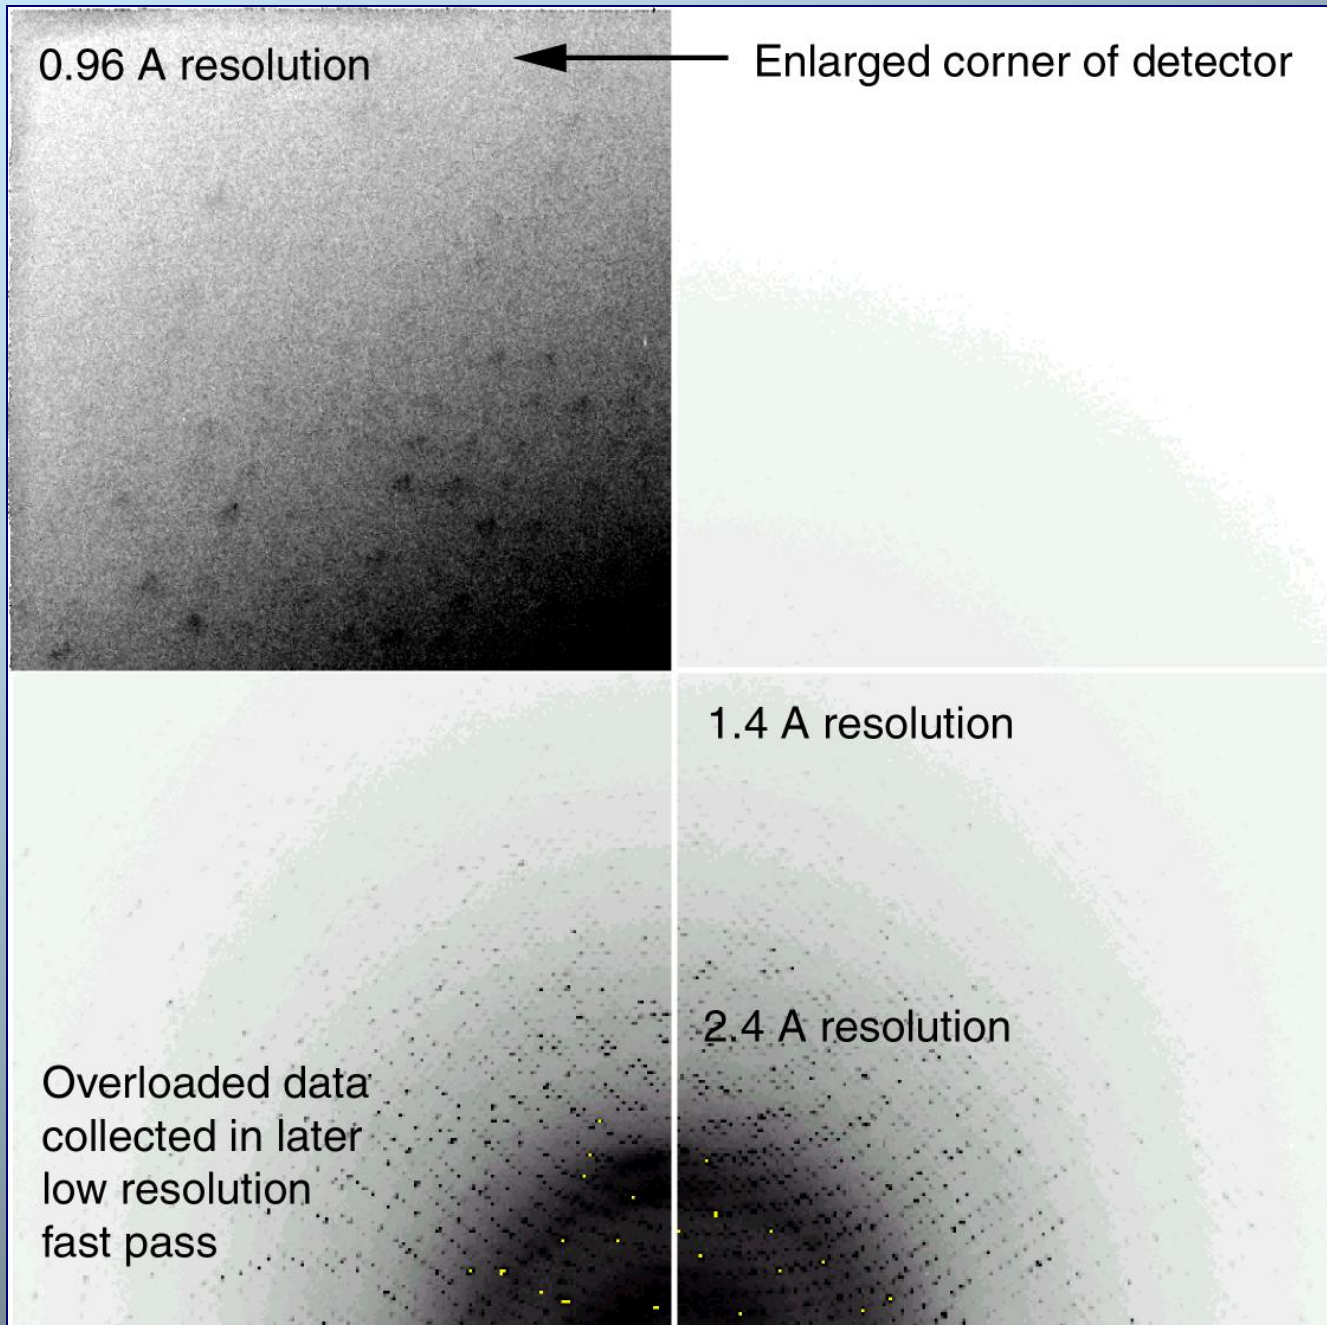 0.96 A resolution
Enlarged corner of detector
1.4 A resolution
2.4 A resolution
Overloaded data
collected in later
low resolution
fast pass